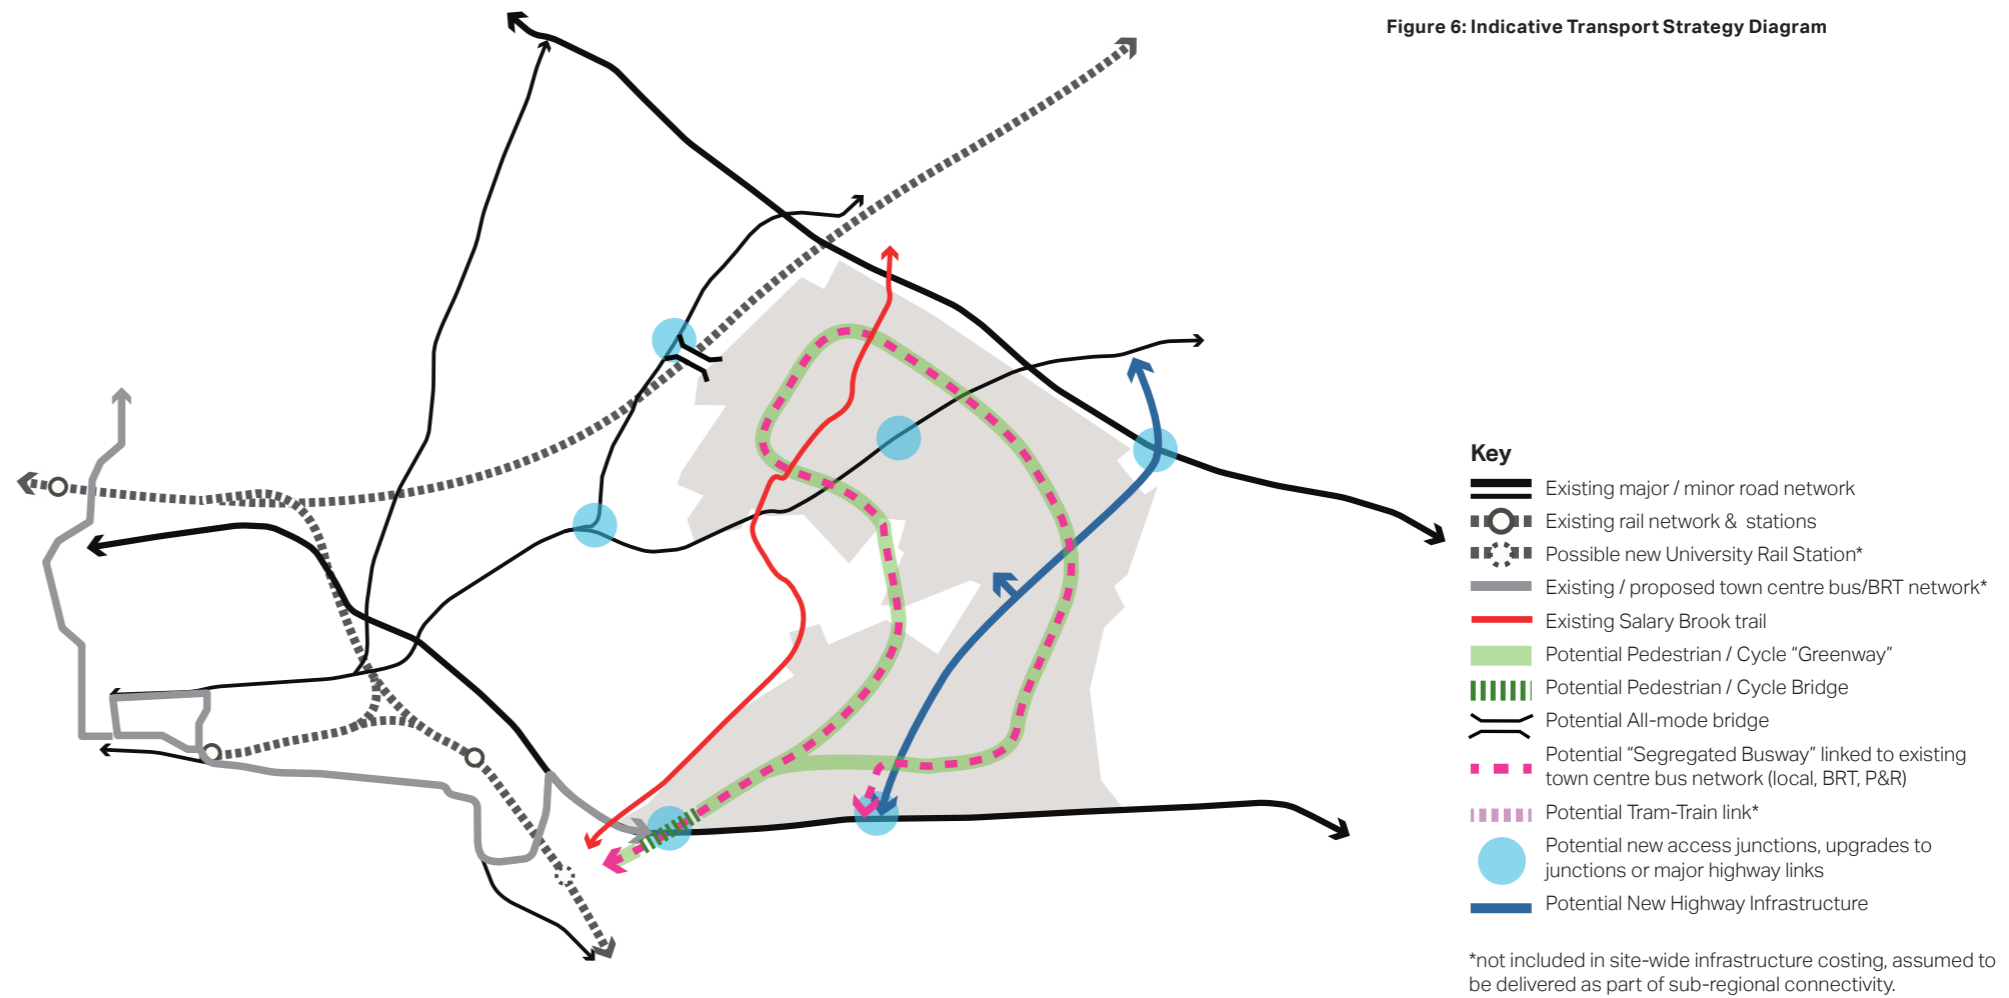 Figure 6: Indicative Transport Strategy Diagram
Key
Existing major / minor road network
Existing rail network & stations
Possible new University Rail Station*
Existing / proposed town centre bus/BRT network*
Existing Salary Brook trail
Potential Pedestrian / Cycle “Greenway”
Potential Pedestrian / Cycle Bridge
Potential All-mode bridge
Potential “Segregated Busway” linked to existing
town centre bus network (local, BRT, P&R)
Potential Tram-Train link*
Potential new access junctions, upgrades to
junctions or major highway links
Potential New Highway Infrastructure
*not included in site-wide infrastructure costing, assumed to
be delivered as part of sub-regional connectivity.